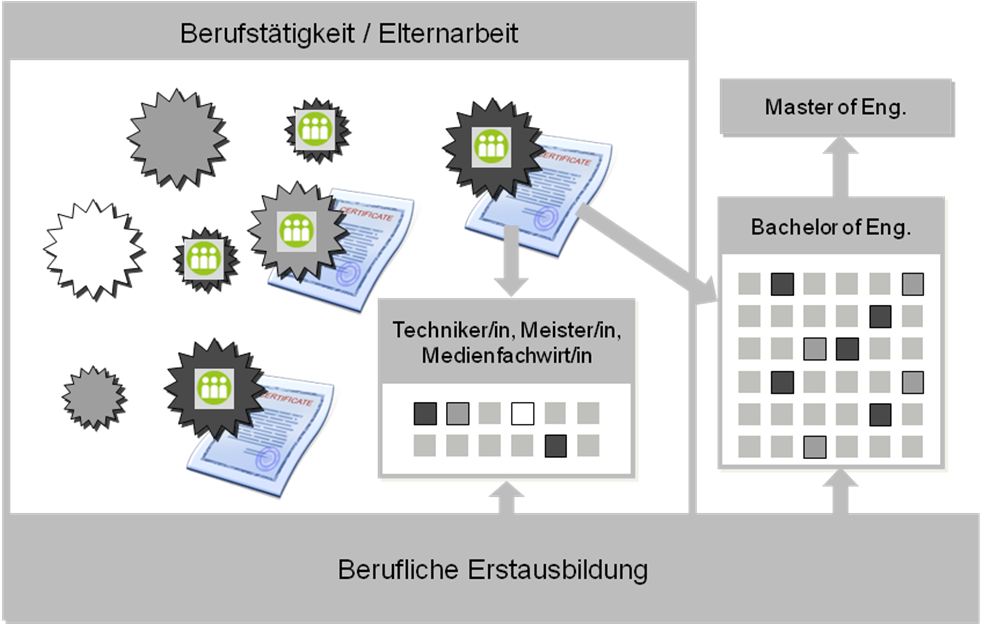 Berufstätigkeit / Elternarbeit
Master of Eng.
CERTIFICATE
CERTIFICATE
Bachelor of Eng.
Techniker/in, Meister/in,
Medienfachwirt/in
CERTIFICATE
Berufliche Erstausbildung